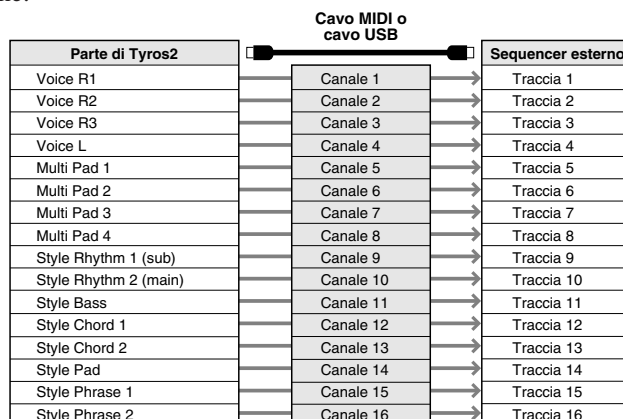 Cavo MIDI o
cavo USB
Parte di Tyros2 Sequencer esterno
Voice R1 Canale 1 Traccia 1
Voice R2 Canale 2 Traccia 2
Voice R3 Canale 3 Traccia 3
Voice L Canale 4 Traccia 4
Multi Pad 1 Canale 5 Traccia 5
Multi Pad 2 Canale 6 Traccia 6
Multi Pad 3 Canale 7 Traccia 7
Multi Pad 4 Canale 8 Traccia 8
Style Rhythm 1 (sub) Canale 9 Traccia 9
Style Rhythm 2 (main) Canale 10 Traccia 10
Style Bass Canale 11 Traccia 11
Style Chord 1 Canale 12 Traccia 12
Style Chord 2 Canale 13 Traccia 13
Style Pad Canale 14 Traccia 14
Style Phrase 1 Canale 15 Traccia 15
Style Phrase 2 Canale 16 Traccia 16